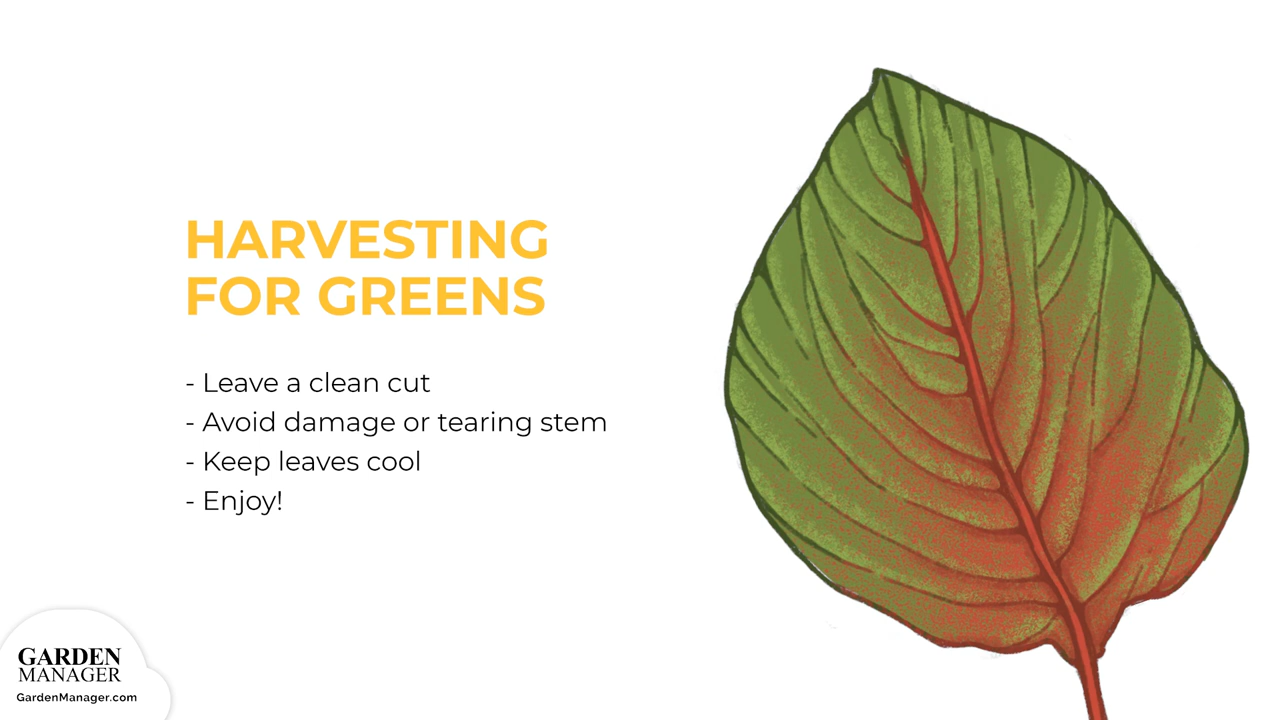 HARVESTING
FOR GREENS
- Leave a clean cut
- Avoid damage or tearing stem
- Keep leaves cool
- Enjoy!
GARDEN
MANAGER
GardenManager.com